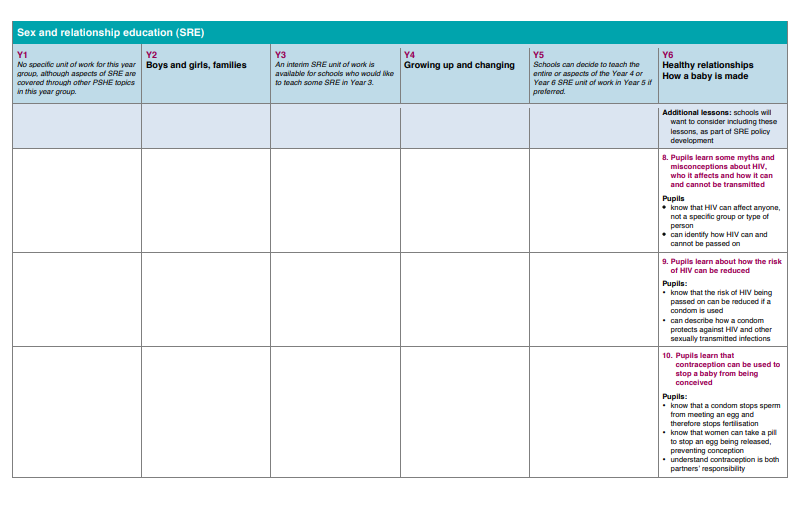 Sex and relationship education (SRE)
Y1
No specific unit of work for this year
group, although aspects of SRE are
covered through other PSHE topics
in this year group.
Y2
Boys and girls, families
Y3
An interim SRE unit of work is
available for schools who would like
to teach some SRE in Year 3.
Y4
Growing up and changing
Y5
Schools can decide to teach the
entire or aspects of the Year 4 or
Year 6 SRE unit of work in Year 5 if
preferred.
Y6
Healthy relationships
How a baby is made
Additional lessons: schools will
want to consider including these
lessons, as part of SRE policy
development
8. Pupils learn some myths and
misconceptions about HIV,
who it affects and how it can
and cannot be transmitted
Pupils
• know that HIV can affect anyone,
not a specific group or type of
person
• can identify how HIV can and
cannot be passed on
9. Pupils learn about how the risk
of HIV can be reduced
Pupils:
• know that the risk of HIV being
passed on can be reduced if a
condom is used
• can describe how a condom
protects against HIV and other
sexually transmitted infections
10. Pupils learn that
contraception can be used to
stop a baby from being
conceived
Pupils:
• know that a condom stops sperm
from meeting an egg and
therefore stops fertilisation
• know that women can take a pill
to stop an egg being released,
preventing conception
• understand contraception is both
partners' responsibility